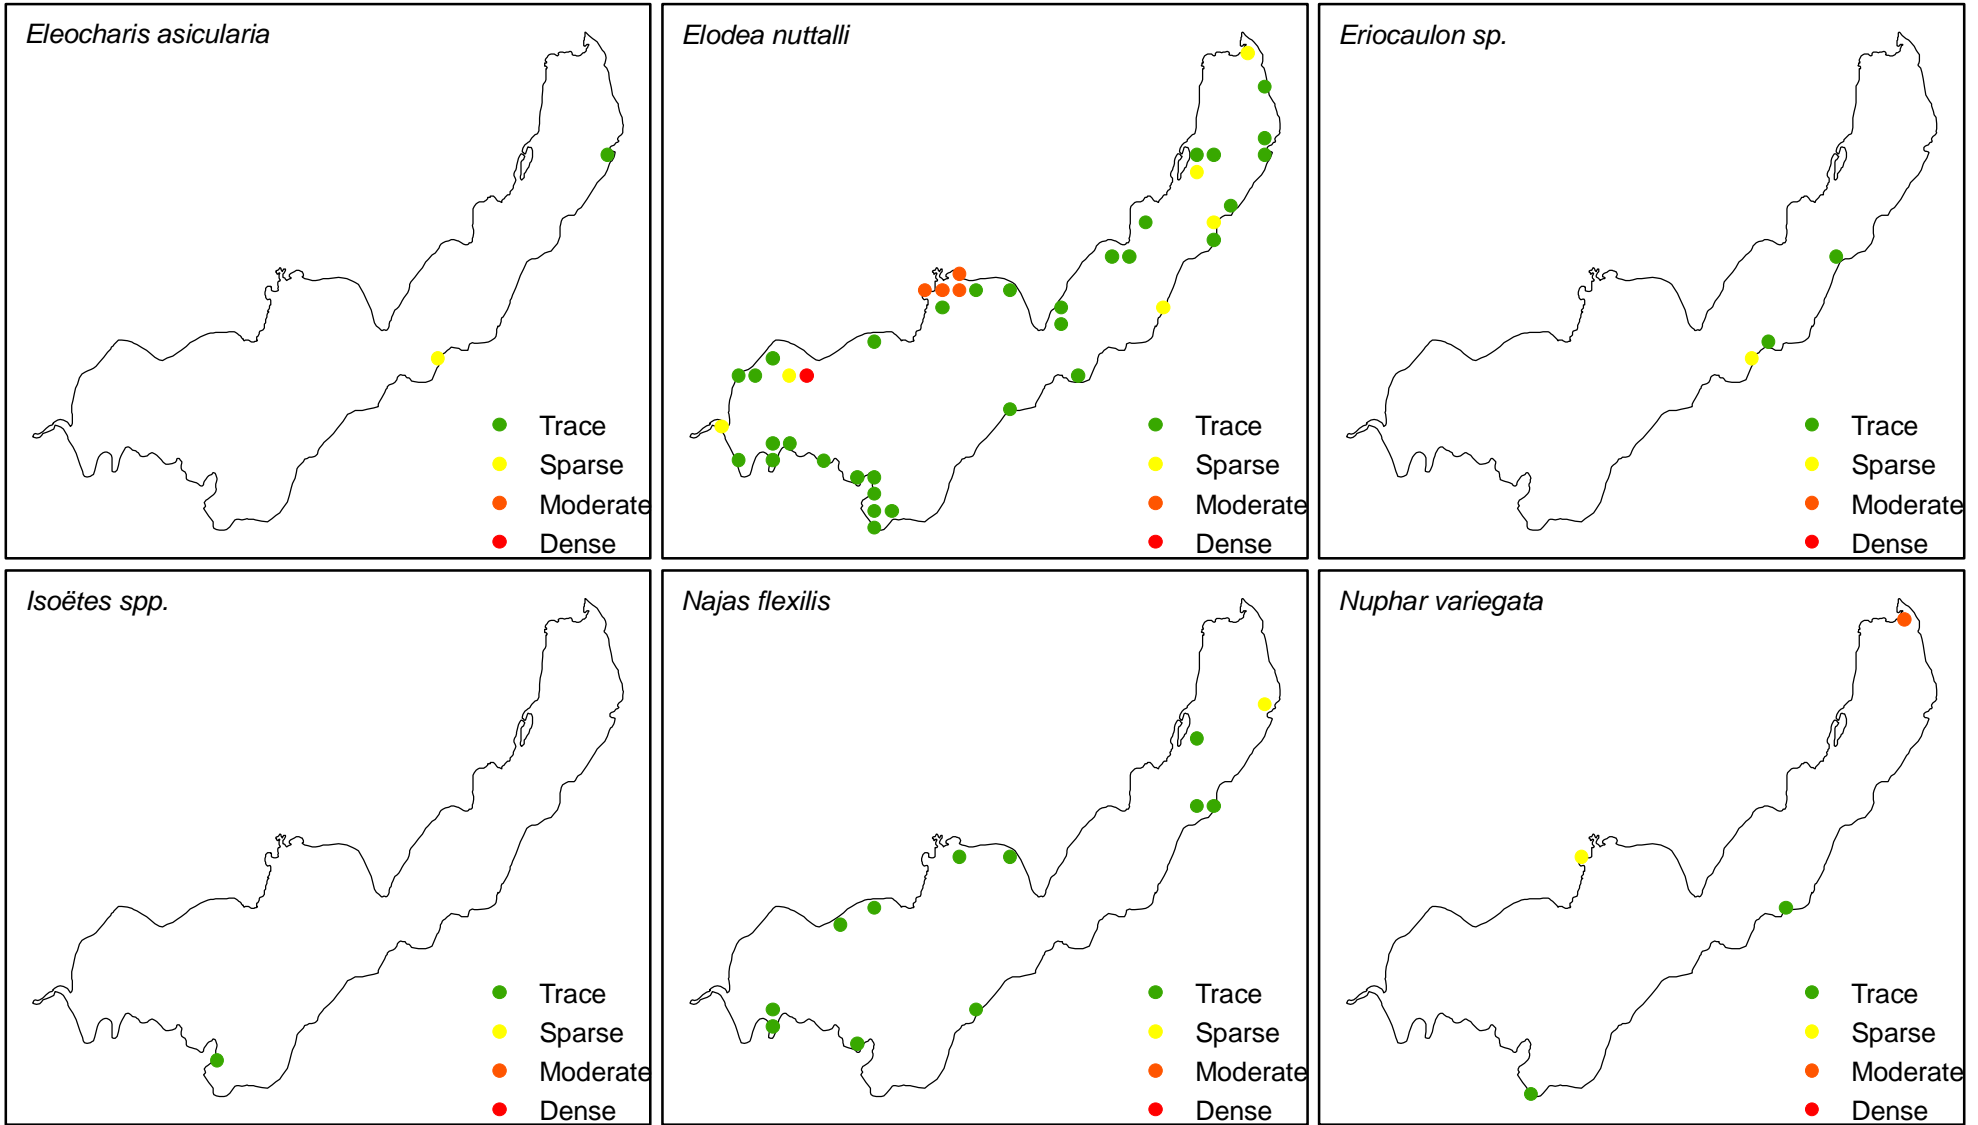 Eleocharis asicularia
Trace
Sparse
Moderate
Dense
Elodea nuttalli
Trace
Sparse
Moderate
Dense
Eriocaulon sp.
Trace
Sparse
Moderate
Dense
Isoëtes spp.
Trace
Sparse
Moderate
Dense
Najas flexilis
Trace
Sparse
Moderate
Dense
Nuphar variegata
Trace
Sparse
Moderate
Dense